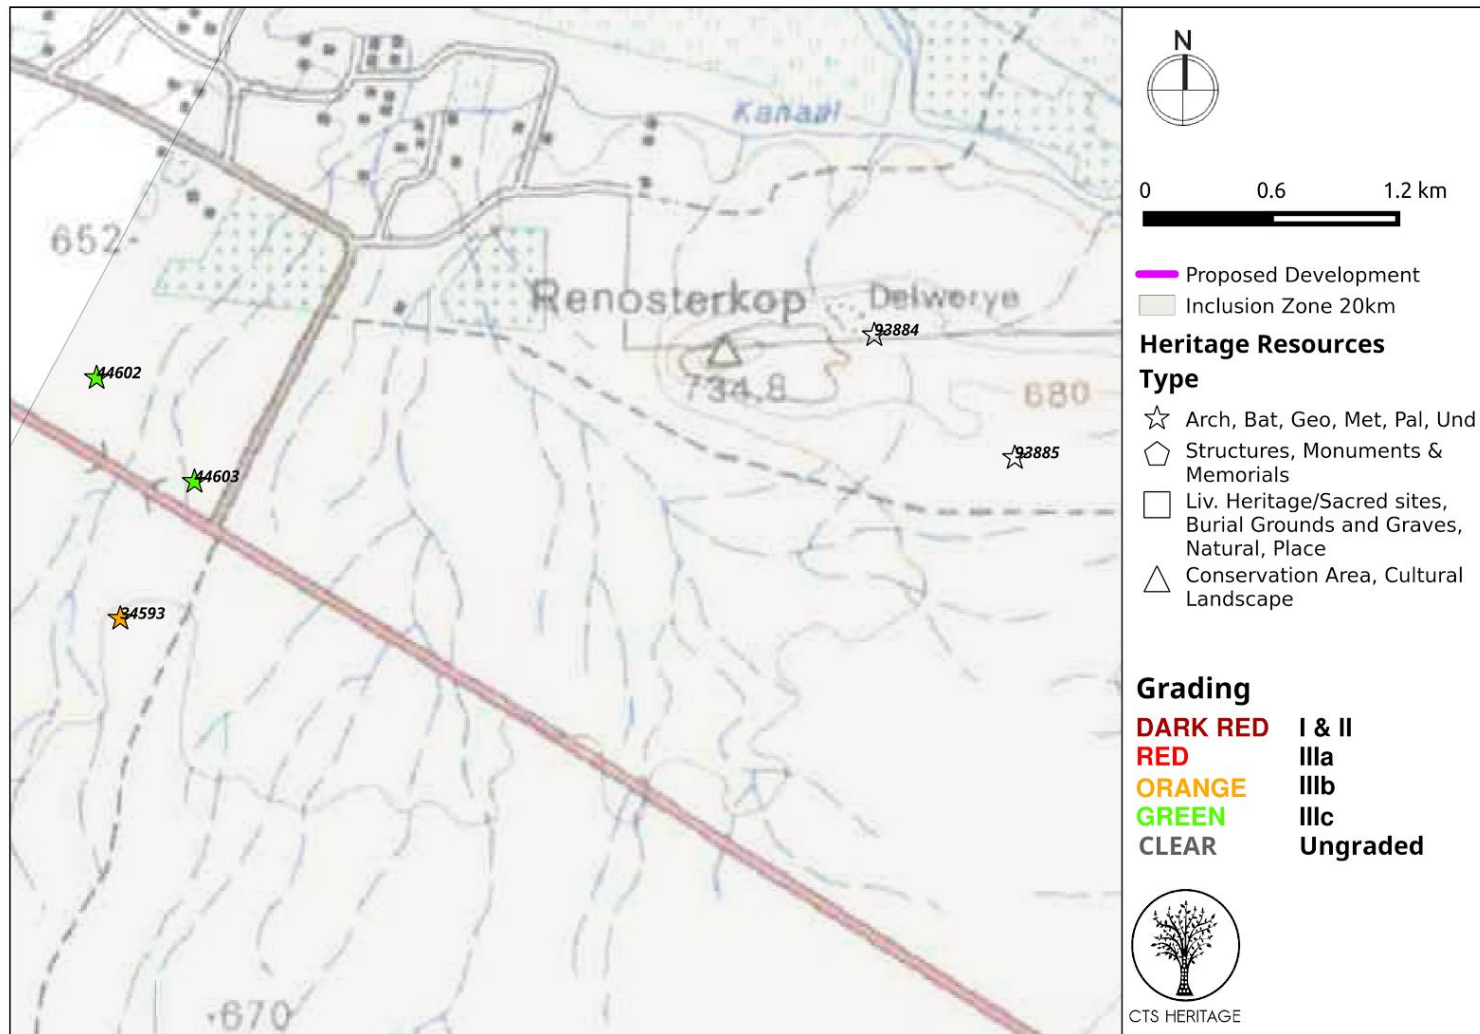 Kanaal
652
Renosterkop
Delwerye
93884
44602
734.8
680
93885
44603
34593
670
N
0 0.6 1.2 km
Proposed Development
Inclusion Zone 20km
Heritage Resources
Type
Arch, Bat, Geo, Met, Pal, Und
Structures, Monuments &
Memorials
Liv. Heritage/Sacred sites,
Burial Grounds and Graves,
Natural, Place
Conservation Area, Cultural
Landscape
Grading
DARK RED I & II
RED IIIa
ORANGE IIIb
GREEN IIIc
CLEAR Ungraded
CTS HERITAGE